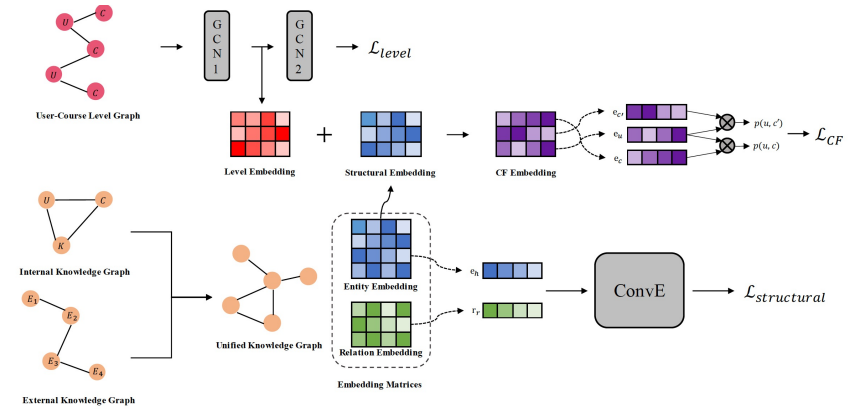 U
C
C
U
C
User-Course Level Graph
G
C
N
1
G
C
N
2
ℒ_level
Level Embedding
+
Structural Embedding
CF Embedding
e_c'
e_u
e_c
p(u, c')
p(u, c)
ℒ_CF
U
C
K
Internal Knowledge Graph
E_1
E_2
E_3
E_4
External Knowledge Graph
Unified Knowledge Graph
Entity Embedding
Relation Embedding
Embedding Matrices
e_h
r_r
ConvE
ℒ_structural